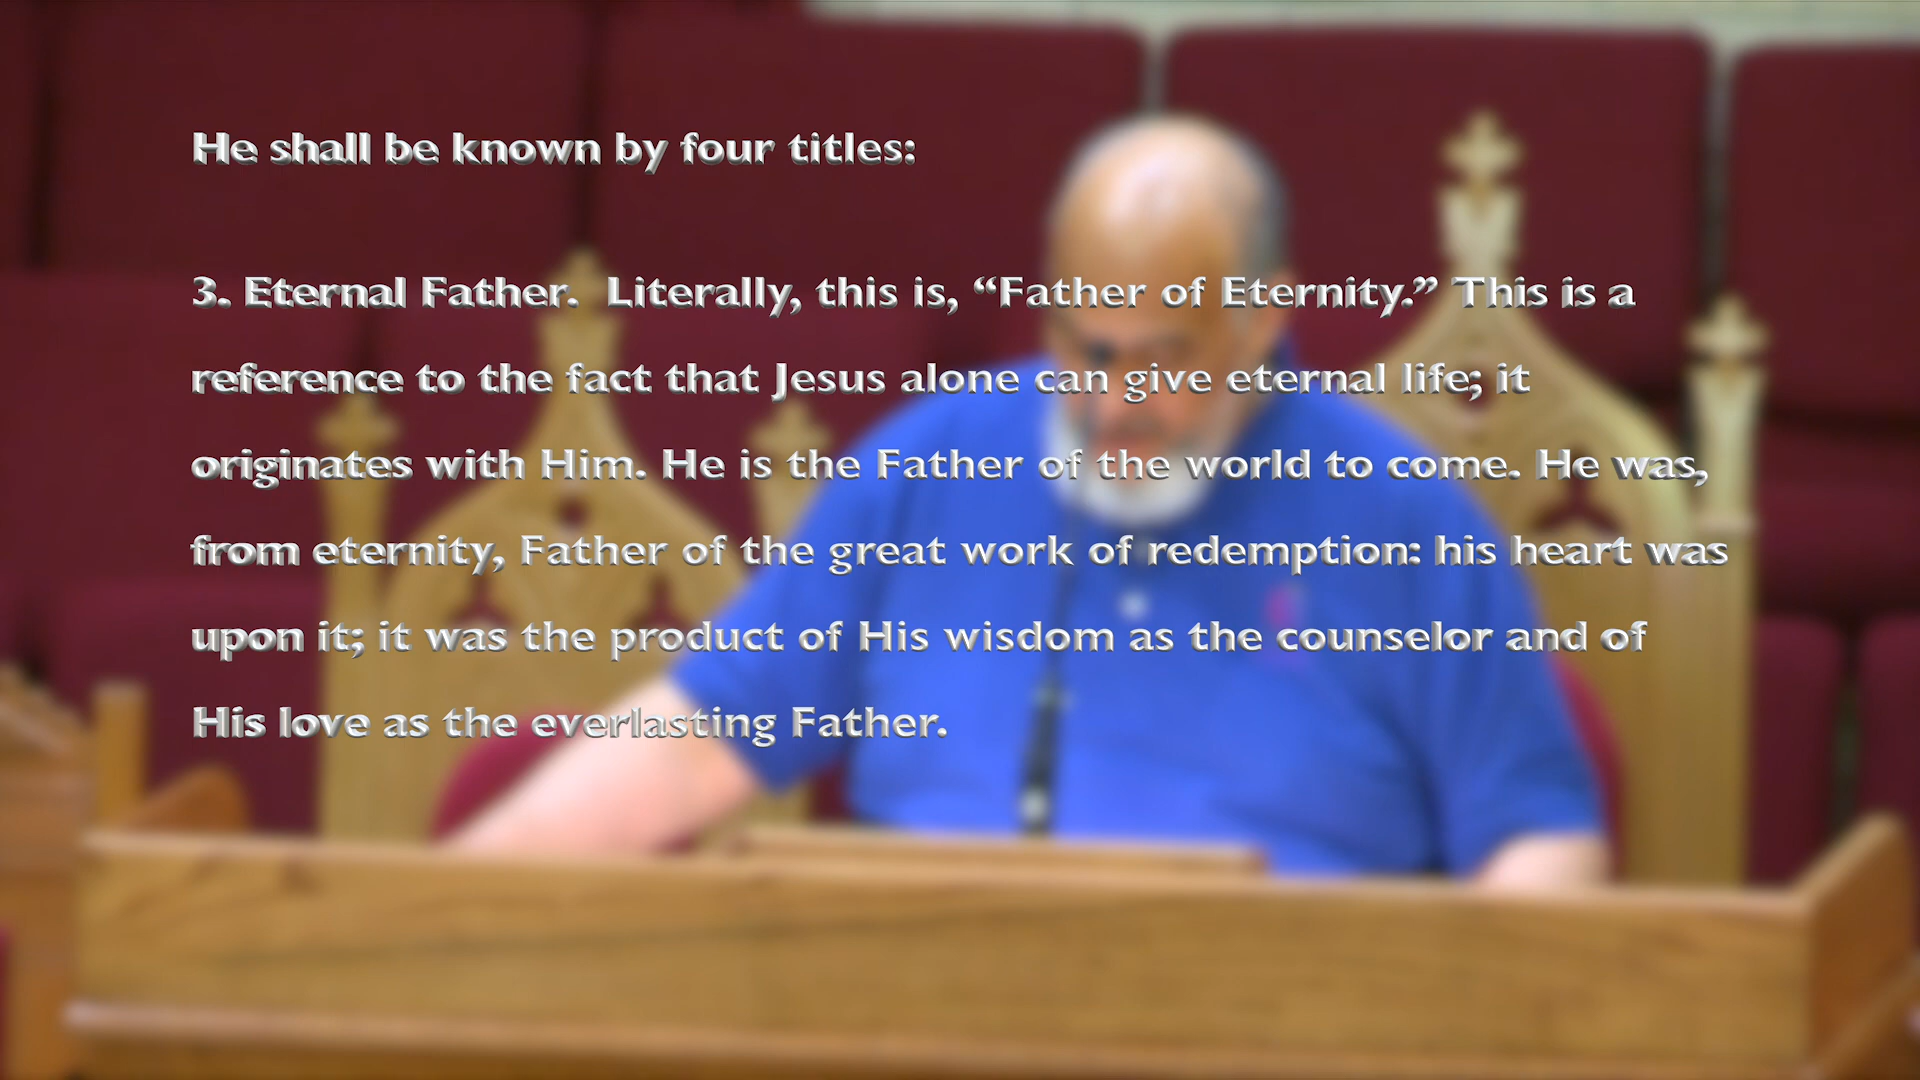 He shall be known by four titles:
3. Eternal Father.  Literally, this is, “Father of Eternity.” This is a
reference to the fact that Jesus alone can give eternal life; it
originates with Him. He is the Father of the world to come. He was,
from eternity, Father of the great work of redemption: his heart was
upon it; it was the product of His wisdom as the counselor and of
His love as the everlasting Father.